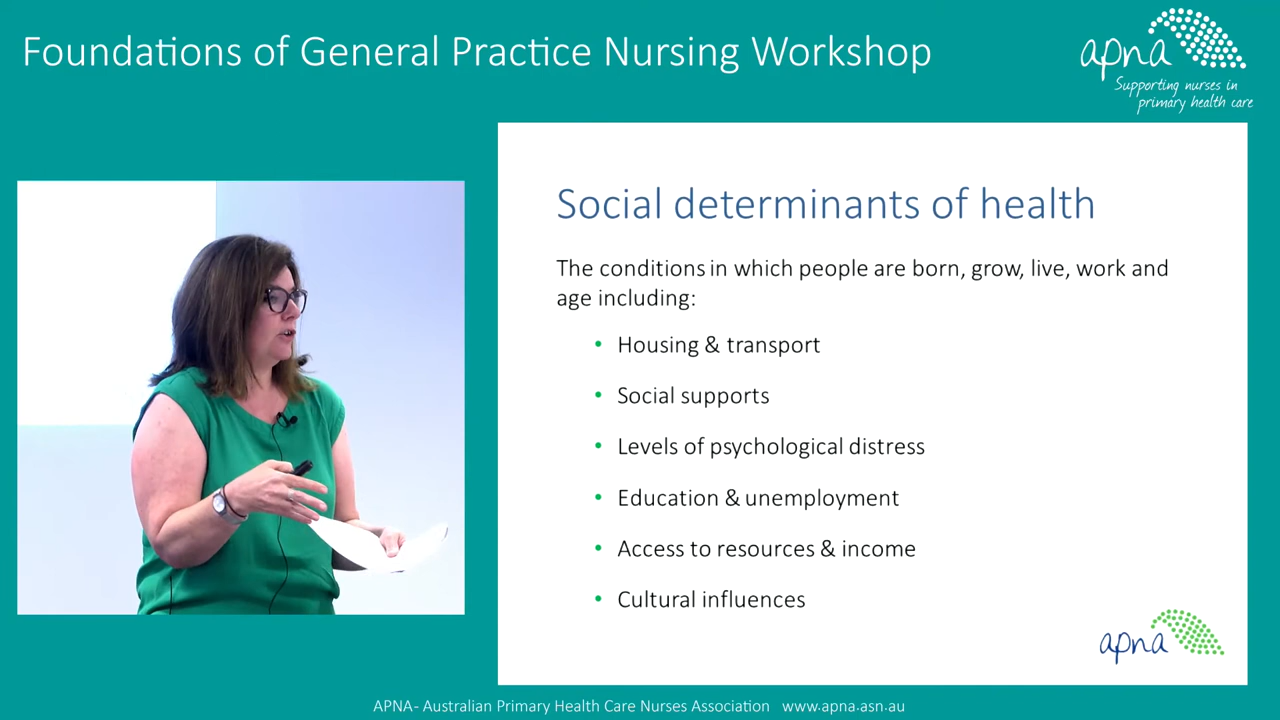 Foundations of General Practice Nursing Workshop
apna
Supporting nurses in
primary health care
Social determinants of health
The conditions in which people are born, grow, live, work and
age including:
• Housing & transport
• Social supports
• Levels of psychological distress
• Education & unemployment
• Access to resources & income
• Cultural influences
apna
APNA- Australian Primary Health Care Nurses Association www.apna.asn.au